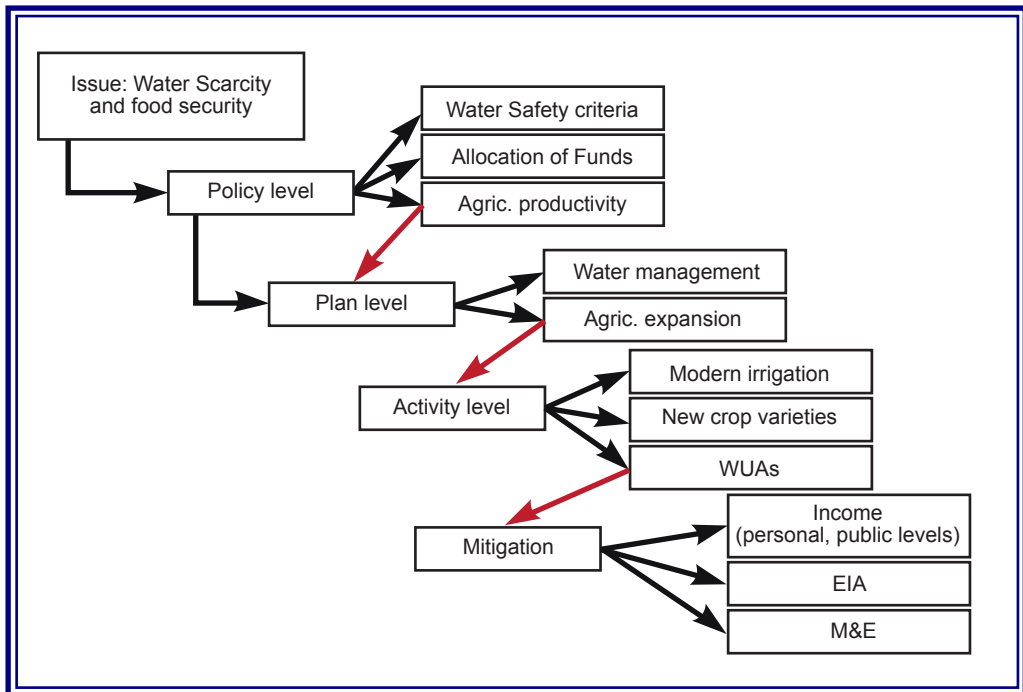 Issue: Water Scarcity
and food security
Water Safety criteria
Allocation of Funds
Policy level
Agric. productivity
Water management
Plan level
Agric. expansion
Modern irrigation
Activity level
New crop varieties
WUAs
Income
(personal, public levels)
Mitigation
EIA
M&E